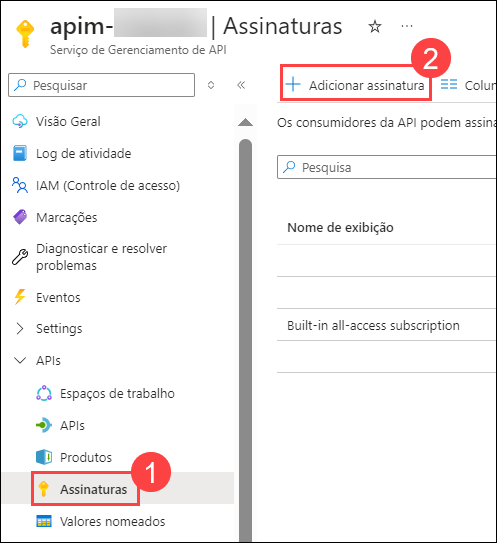 apim- | Assinaturas
Serviço de Gerenciamento de API
2
Pesquisar
Adicionar assinatura
Colun
Visão Geral
Os consumidores da API podem assina
Log de atividade
IAM (Controle de acesso)
Pesquisa
Marcações
Nome de exibição
Diagnosticar e resolver
problemas
Eventos
Settings
Built-in all-access subscription
APIs
Espaços de trabalho
APIs
Produtos
1
Assinaturas
Valores nomeados